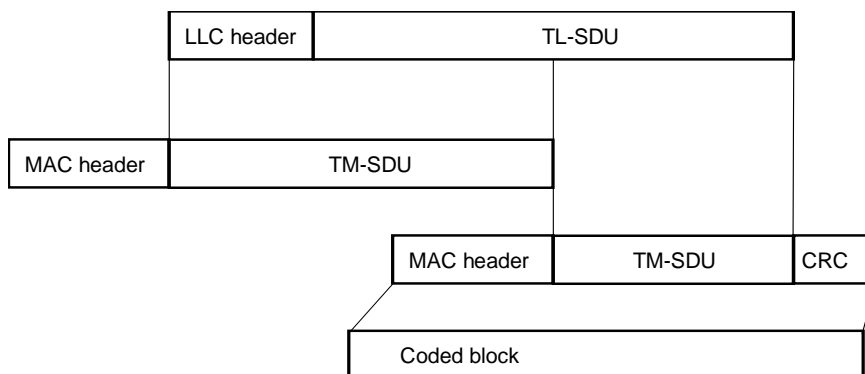 LLC header TL-SDU
MAC header TM-SDU
MAC header TM-SDU CRC
Coded block